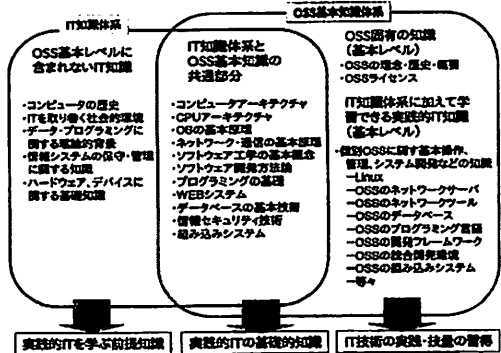 IT知識体系
OSS基本知識体系
OSS基本レベルに
含まれないIT知識
・コンピュータの歴史
・ITを取り巻く社会的環境
・データ・プログラミングに
関する理論的背景
・情報システムの保守・管理
に関する知識
・ハードウェア、デバイスに
関する基礎知識
IT知識体系と
OSS基本知識の
共通部分
・コンピュータアーキテクチャ
・CPUアーキテクチャ
・OSの基本原理
・ネットワーク・通信の基本原理
・ソフトウェア工学の基本概念
・ソフトウェア開発方法論
・プログラミングの基礎
・WEBシステム
・データベースの基本技術
・情報セキュリティ技術
・組み込みシステム
OSS固有の知識
(基本レベル)
・OSSの理念・歴史・概要
・OSSライセンス
IT知識体系に加えて学
習できる実践的IT知識
(基本レベル)
・個別OSSに関す基本操作、
管理、システム開発などの知識
－Linux
－OSSのネットワークサーバ
－OSSのネットワークツール
－OSSのデータベース
－OSSのプログラミング言語
－OSSの開発フレームワーク
－OSSの統合開発環境
－OSSの組み込みシステム
－等々
実践的ITを学ぶ前提知識
実践的ITの基礎的知識
IT技術の実践・技量の習得